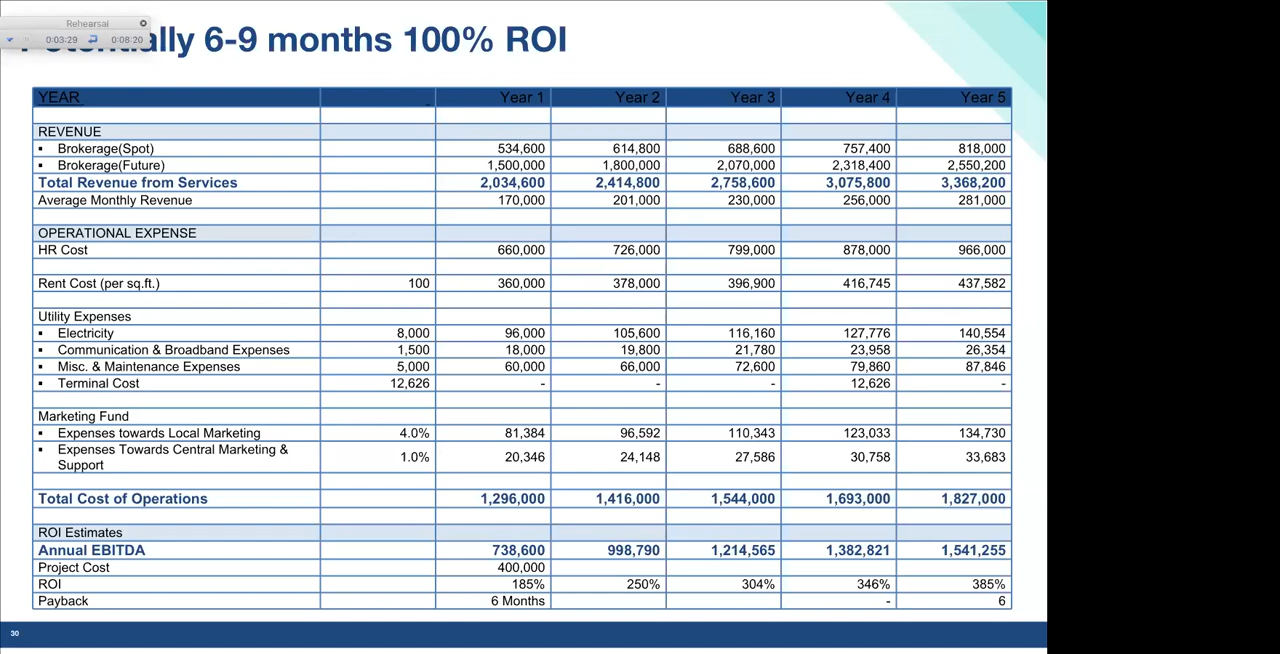 Rehearsal
0:03:29 0:08:20
Potentially 6-9 months 100% ROI
YEAR - Year 1 Year 2 Year 3 Year 4 Year 5
REVENUE
▪ Brokerage(Spot) 534,600 614,800 688,600 757,400 818,000
▪ Brokerage(Future) 1,500,000 1,800,000 2,070,000 2,318,400 2,550,200
Total Revenue from Services 2,034,600 2,414,800 2,758,600 3,075,800 3,368,200
Average Monthly Revenue 170,000 201,000 230,000 256,000 281,000
OPERATIONAL EXPENSE
HR Cost 660,000 726,000 799,000 878,000 966,000
Rent Cost (per sq.ft.) 100 360,000 378,000 396,900 416,745 437,582
Utility Expenses
▪ Electricity 8,000 96,000 105,600 116,160 127,776 140,554
▪ Communication & Broadband Expenses 1,500 18,000 19,800 21,780 23,958 26,354
▪ Misc. & Maintenance Expenses 5,000 60,000 66,000 72,600 79,860 87,846
▪ Terminal Cost 12,626 - - - 12,626 -
Marketing Fund
▪ Expenses towards Local Marketing 4.0% 81,384 96,592 110,343 123,033 134,730
▪ Expenses Towards Central Marketing &
Support 1.0% 20,346 24,148 27,586 30,758 33,683
Total Cost of Operations 1,296,000 1,416,000 1,544,000 1,693,000 1,827,000
ROI Estimates
Annual EBITDA 738,600 998,790 1,214,565 1,382,821 1,541,255
Project Cost 400,000
ROI 185% 250% 304% 346% 385%
Payback 6 Months - 6
30